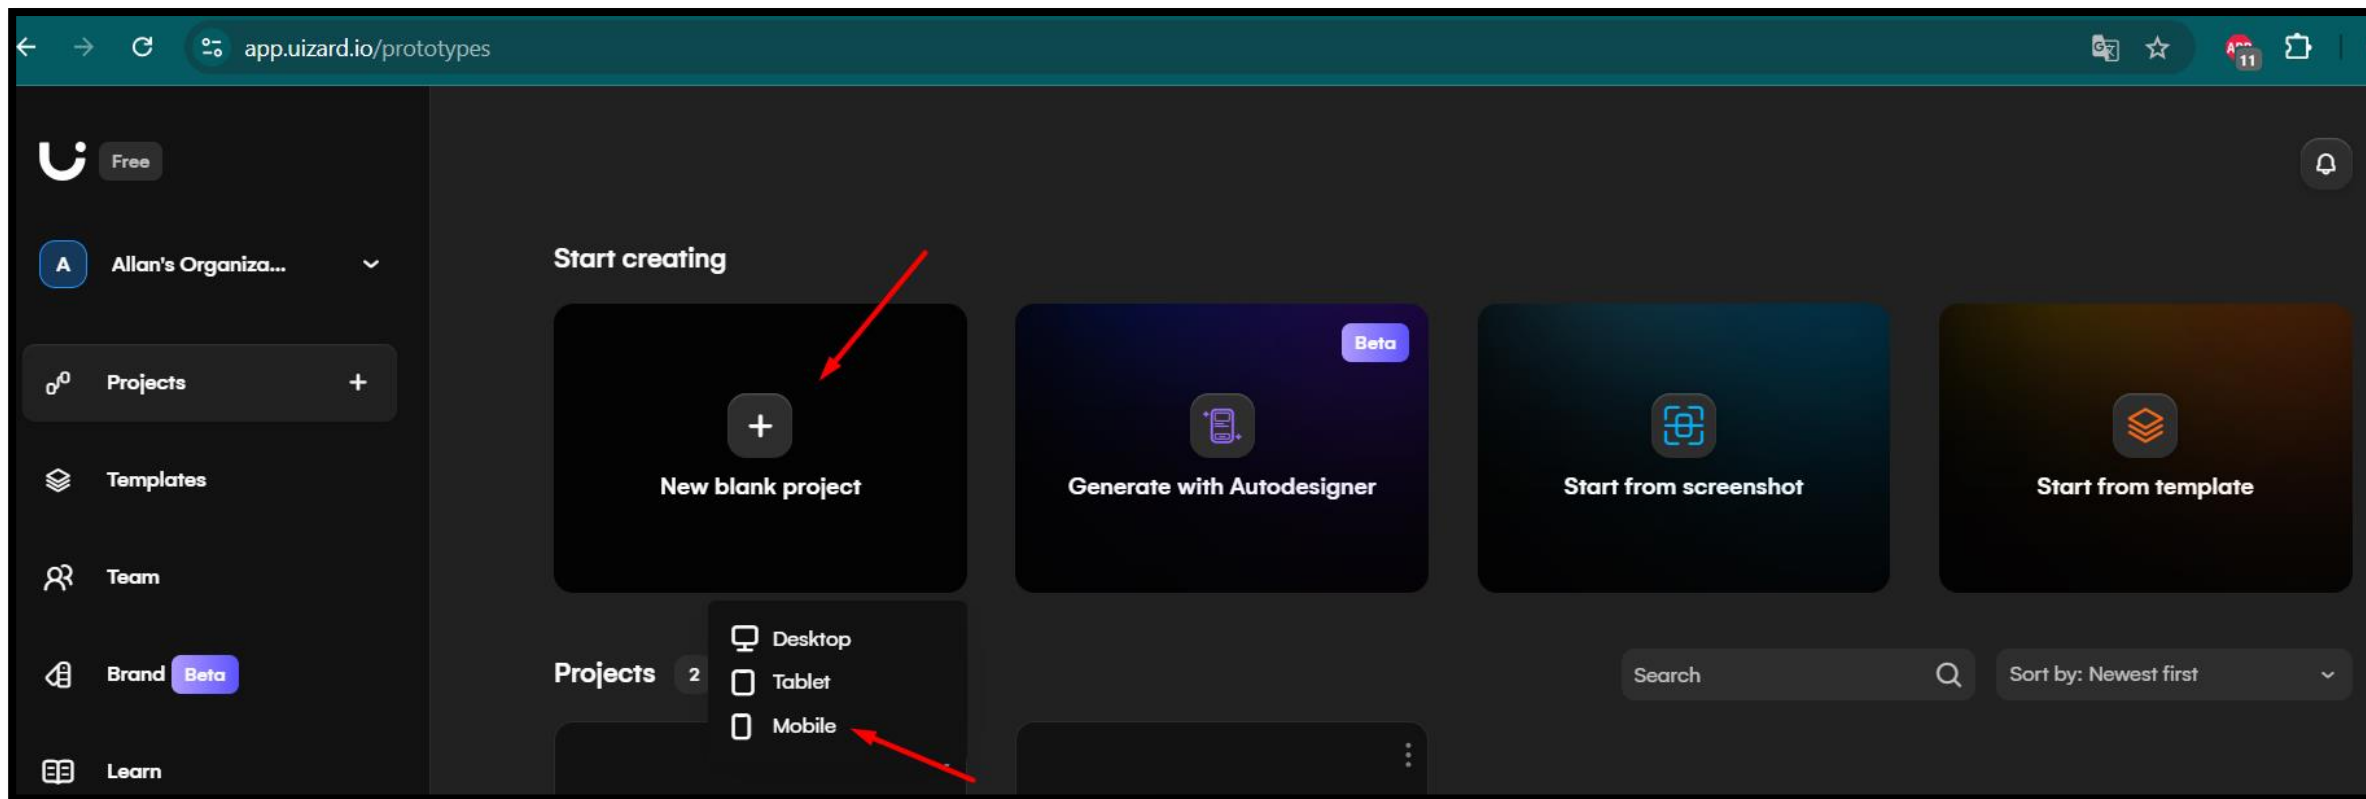 app.uizard.io/prototypes
11
Free
A Allan's Organiza...
Projects
Templates
Team
Brand Beta
Learn
Start creating
New blank project
Beta
Generate with Autodesigner
Start from screenshot
Start from template
Projects 2
Desktop
Tablet
Mobile
Search
Sort by: Newest first